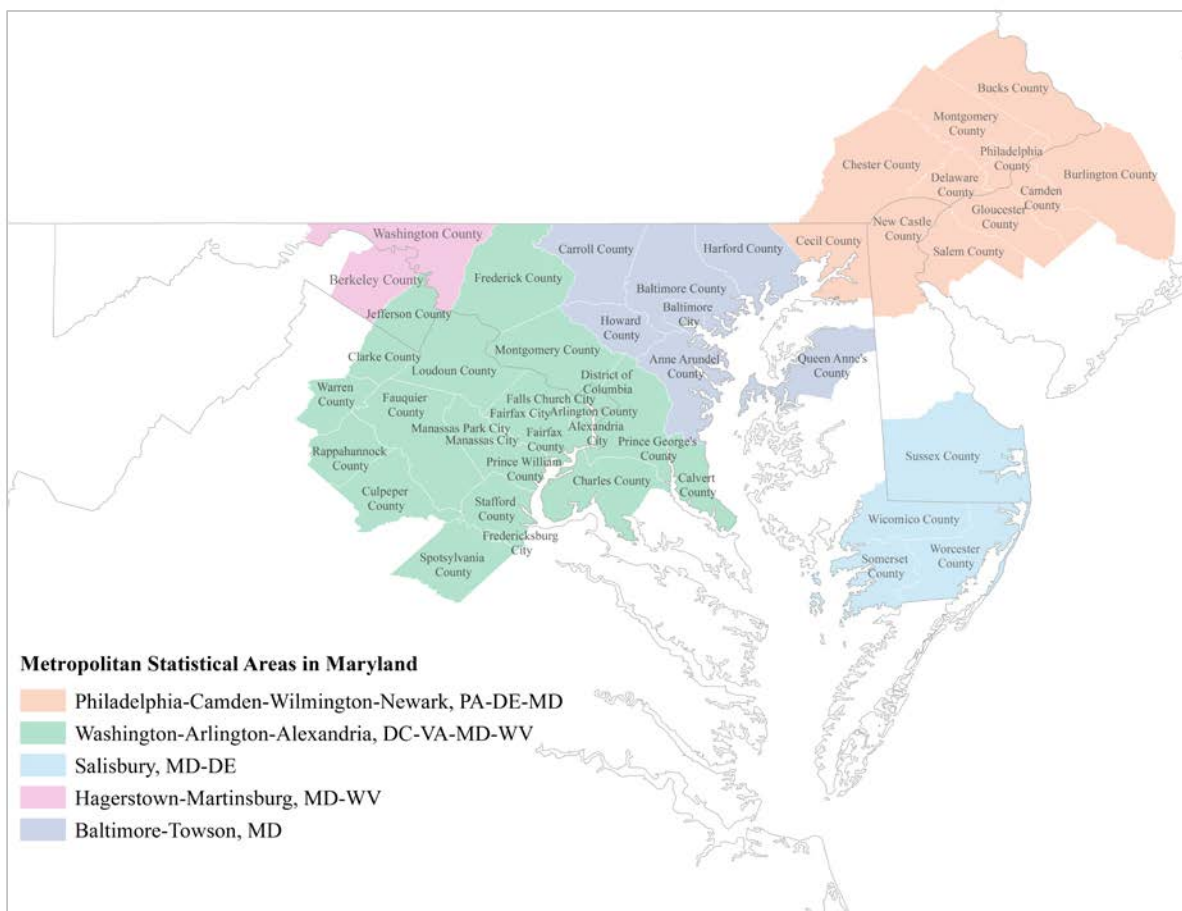 Bucks County
Montgomery
County
Philadelphia
County
Chester County
Delaware
County
Burlington County
Camden
County
Gloucester
County
New Castle
County
Salem County
Cecil County
Washington County
Berkeley County
Jefferson County
Frederick County
Carroll County
Harford County
Baltimore County
Baltimore
City
Howard
County
Anne Arundel
County
Queen Anne's
County
Montgomery County
Clarke County
Loudoun County
District of
Columbia
Warren
County
Fauquier
County
Falls Church City
Fairfax City
Arlington County
Alexandria
City
Manassas Park City
Manassas City
Fairfax
County
Prince George's
County
Rappahannock
County
Prince William
County
Charles County
Calvert
County
Culpeper
County
Stafford
County
Fredericksburg
City
Spotsylvania
County
Sussex County
Wicomico County
Somerset
County
Worcester
County
Metropolitan Statistical Areas in Maryland
Philadelphia-Camden-Wilmington-Newark, PA-DE-MD
Washington-Arlington-Alexandria, DC-VA-MD-WV
Salisbury, MD-DE
Hagerstown-Martinsburg, MD-WV
Baltimore-Towson, MD